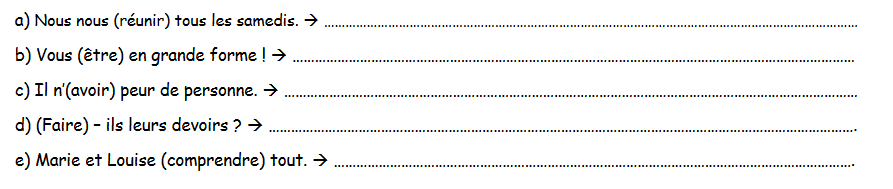 a) Nous nous (réunir) tous les samedis. → ……………………………………………………………………………………
b) Vous (être) en grande forme ! → …………………………………………………………………………………………
c) Il n’(avoir) peur de personne. → …………………………………………………………………………………………
d) (Faire) – ils leurs devoirs ? → …………………………………………………………………………………………….
e) Marie et Louise (comprendre) tout. → ………………………………………………………………………………….